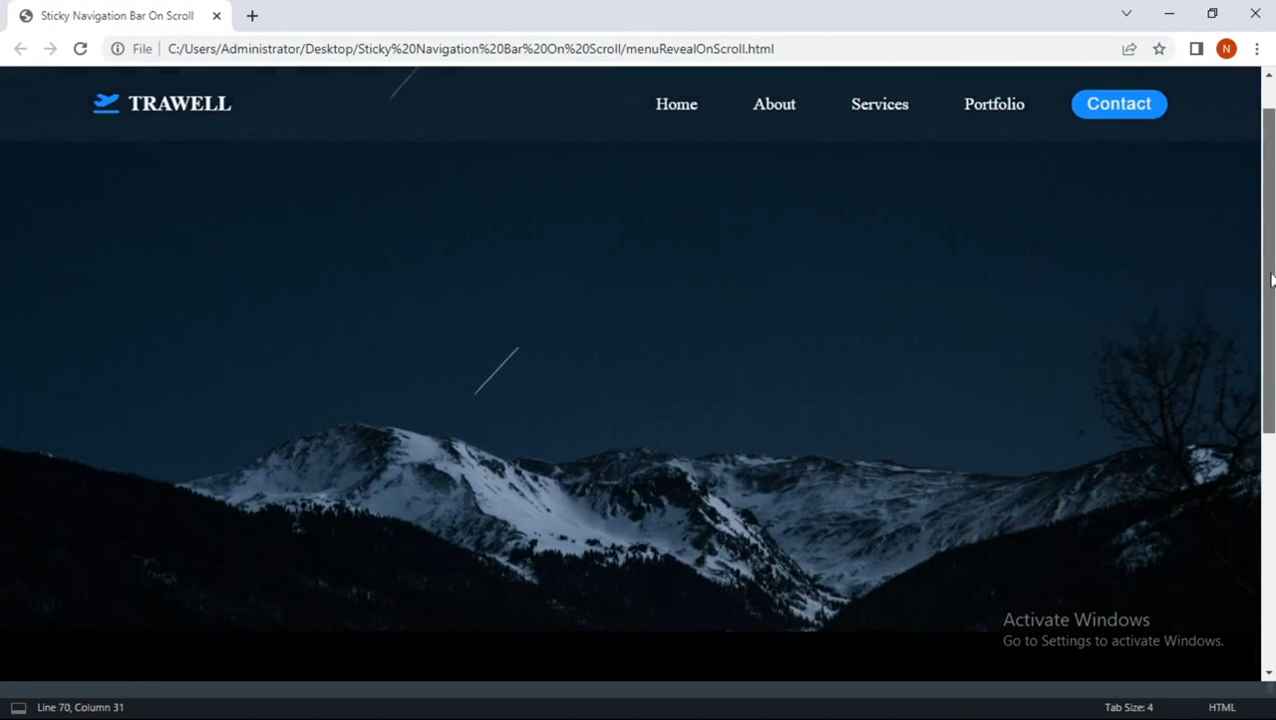 Sticky Navigation Bar On Scroll
File
C:/Users/Administrator/Desktop/Sticky%20Navigation%20Bar%20On%20Scroll/menuRevealOnScroll.html
N
TRAWELL
Home
About
Services
Portfolio
Contact
Activate Windows
Go to Settings to activate Windows.
Line 70, Column 31
Tab Size: 4
HTML